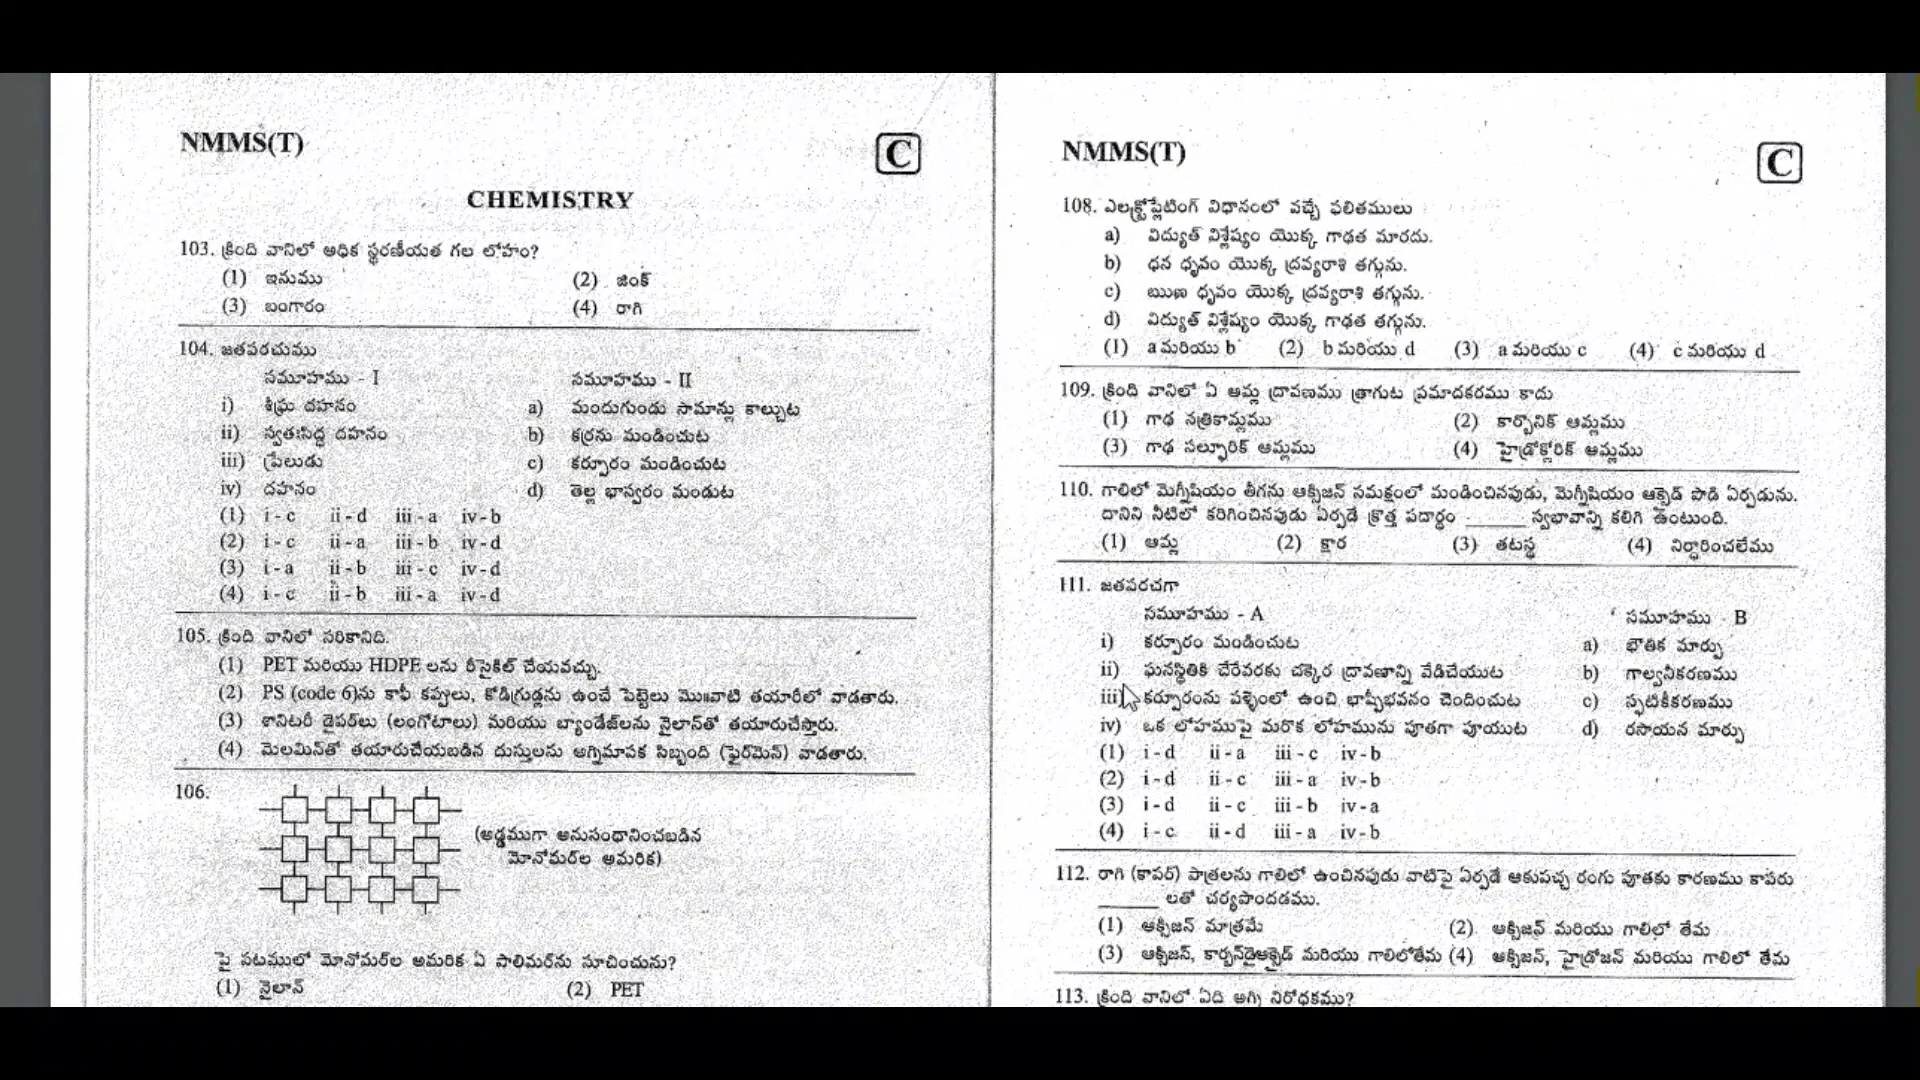 NMMS(T)
C
CHEMISTRY
103. క్రింది వానిలో అధిక స్థరణీయత గల లోహం?
(1) ఇనుము (2) జింక్
(3) బంగారం (4) రాగి
104. జతపరచుము
సమూహము - I సమూహము - II
i) శీఘ్ర దహనం a) మందుగుండు సామాన్లు కాల్చుట
ii) స్వతఃసిద్ధ దహనం b) కర్రను మండించుట
iii) ప్రేలుడు c) కర్పూరం మండించుట
iv) దహనం d) తెల్ల భాస్వరం మండుట
(1) i - c ii - d iii - a iv - b
(2) i - c ii - a iii - b iv - d
(3) i - a ii - b iii - c iv - d
(4) i - c ii - b iii - a iv - d
105. క్రింది వానిలో సరికానిది.
(1) PET మరియు HDPE లను రీసైకిల్ చేయవచ్చు.
(2) PS (code 6)ను కాఫీ కప్పులు, కోడిగ్రుడ్లను ఉంచే పెట్టెలు మొ॥వాటి తయారీలో వాడతారు.
(3) శానిటరీ డైపర్‌లు (లంగోటాలు) మరియు బ్యాండేజ్‌లను నైలాన్‌తో తయారుచేస్తారు.
(4) మెలమిన్‌తో తయారుచేయబడిన దుస్తులను అగ్నిమాపక సిబ్బంది (ఫైర్‌మెన్) వాడతారు.
106.
(అడ్డముగా అనుసంధానించబడిన
మోనోమర్‌ల అమరిక)
పై పటములో మోనోమర్‌ల అమరిక ఏ పాలిమర్‌ను సూచించును?
(1) నైలాన్ (2) PET
NMMS(T)
C
108. ఎలక్ట్రోప్లేటింగ్ విధానంలో వచ్చే ఫలితములు
a) విద్యుత్ విశ్లేష్యం యొక్క గాఢత మారదు.
b) ధన ధృవం యొక్క ద్రవ్యరాశి తగ్గును.
c) ఋణ ధృవం యొక్క ద్రవ్యరాశి తగ్గును.
d) విద్యుత్ విశ్లేష్యం యొక్క గాఢత తగ్గును.
(1) a మరియు b (2) b మరియు d (3) a మరియు c (4) c మరియు d
109. క్రింది వానిలో ఏ ఆమ్ల ద్రావణము త్రాగుట ప్రమాదకరము కాదు
(1) గాఢ నత్రికామ్లము (2) కార్బోనిక్ ఆమ్లము
(3) గాఢ సల్ఫూరిక్ ఆమ్లము (4) హైడ్రోక్లోరిక్ ఆమ్లము
110. గాలిలో మెగ్నీషియం తీగను ఆక్సిజన్ సమక్షంలో మండించినపుడు, మెగ్నీషియం ఆక్సైడ్ పొడి ఏర్పడును.
దానిని నీటిలో కరిగించినపుడు ఏర్పడే క్రొత్త పదార్థం ______ స్వభావాన్ని కలిగి ఉంటుంది.
(1) ఆమ్ల (2) క్షార (3) తటస్థ (4) నిర్ధారించలేము
111. జతపరచగా
సమూహము - A సమూహము - B
i) కర్పూరం మండించుట a) భౌతిక మార్పు
ii) ఘనస్థితికి చేరేవరకు చక్కెర ద్రావణాన్ని వేడిచేయుట b) గాల్వనీకరణము
iii) కర్పూరంను పళ్ళెంలో ఉంచి భాష్పీభవనం చెందించుట c) స్ఫటికీకరణము
iv) ఒక లోహముపై మరొక లోహమును పూతగా పూయుట d) రసాయన మార్పు
(1) i - d ii - a iii - c iv - b
(2) i - d ii - c iii - a iv - b
(3) i - d ii - c iii - b iv - a
(4) i - c ii - d iii - a iv - b
112. రాగి (కాపర్) పాత్రలను గాలిలో ఉంచినపుడు వాటిపై ఏర్పడే ఆకుపచ్చ రంగు పూతకు కారణము కాపరు
______ లతో చర్యపొందడము.
(1) ఆక్సిజన్ మాత్రమే (2) ఆక్సిజన్ మరియు గాలిలో తేమ
(3) ఆక్సిజన్, కార్బన్‌డైఆక్సైడ్ మరియు గాలిలోతేమ (4) ఆక్సిజన్, హైడ్రోజన్ మరియు గాలిలో తేమ
113. క్రింది వానిలో ఏది అగ్ని నిరోధకము?